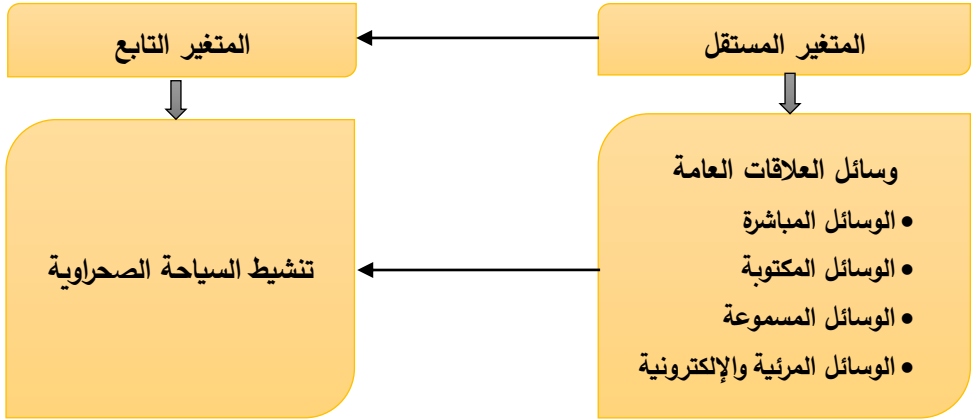 المتغير المستقل
المتغير التابع
وسائل العلاقات العامة
• الوسائل المباشرة
• الوسائل المكتوبة
• الوسائل المسموعة
• الوسائل المرئية والإلكترونية
تنشيط السياحة الصحراوية